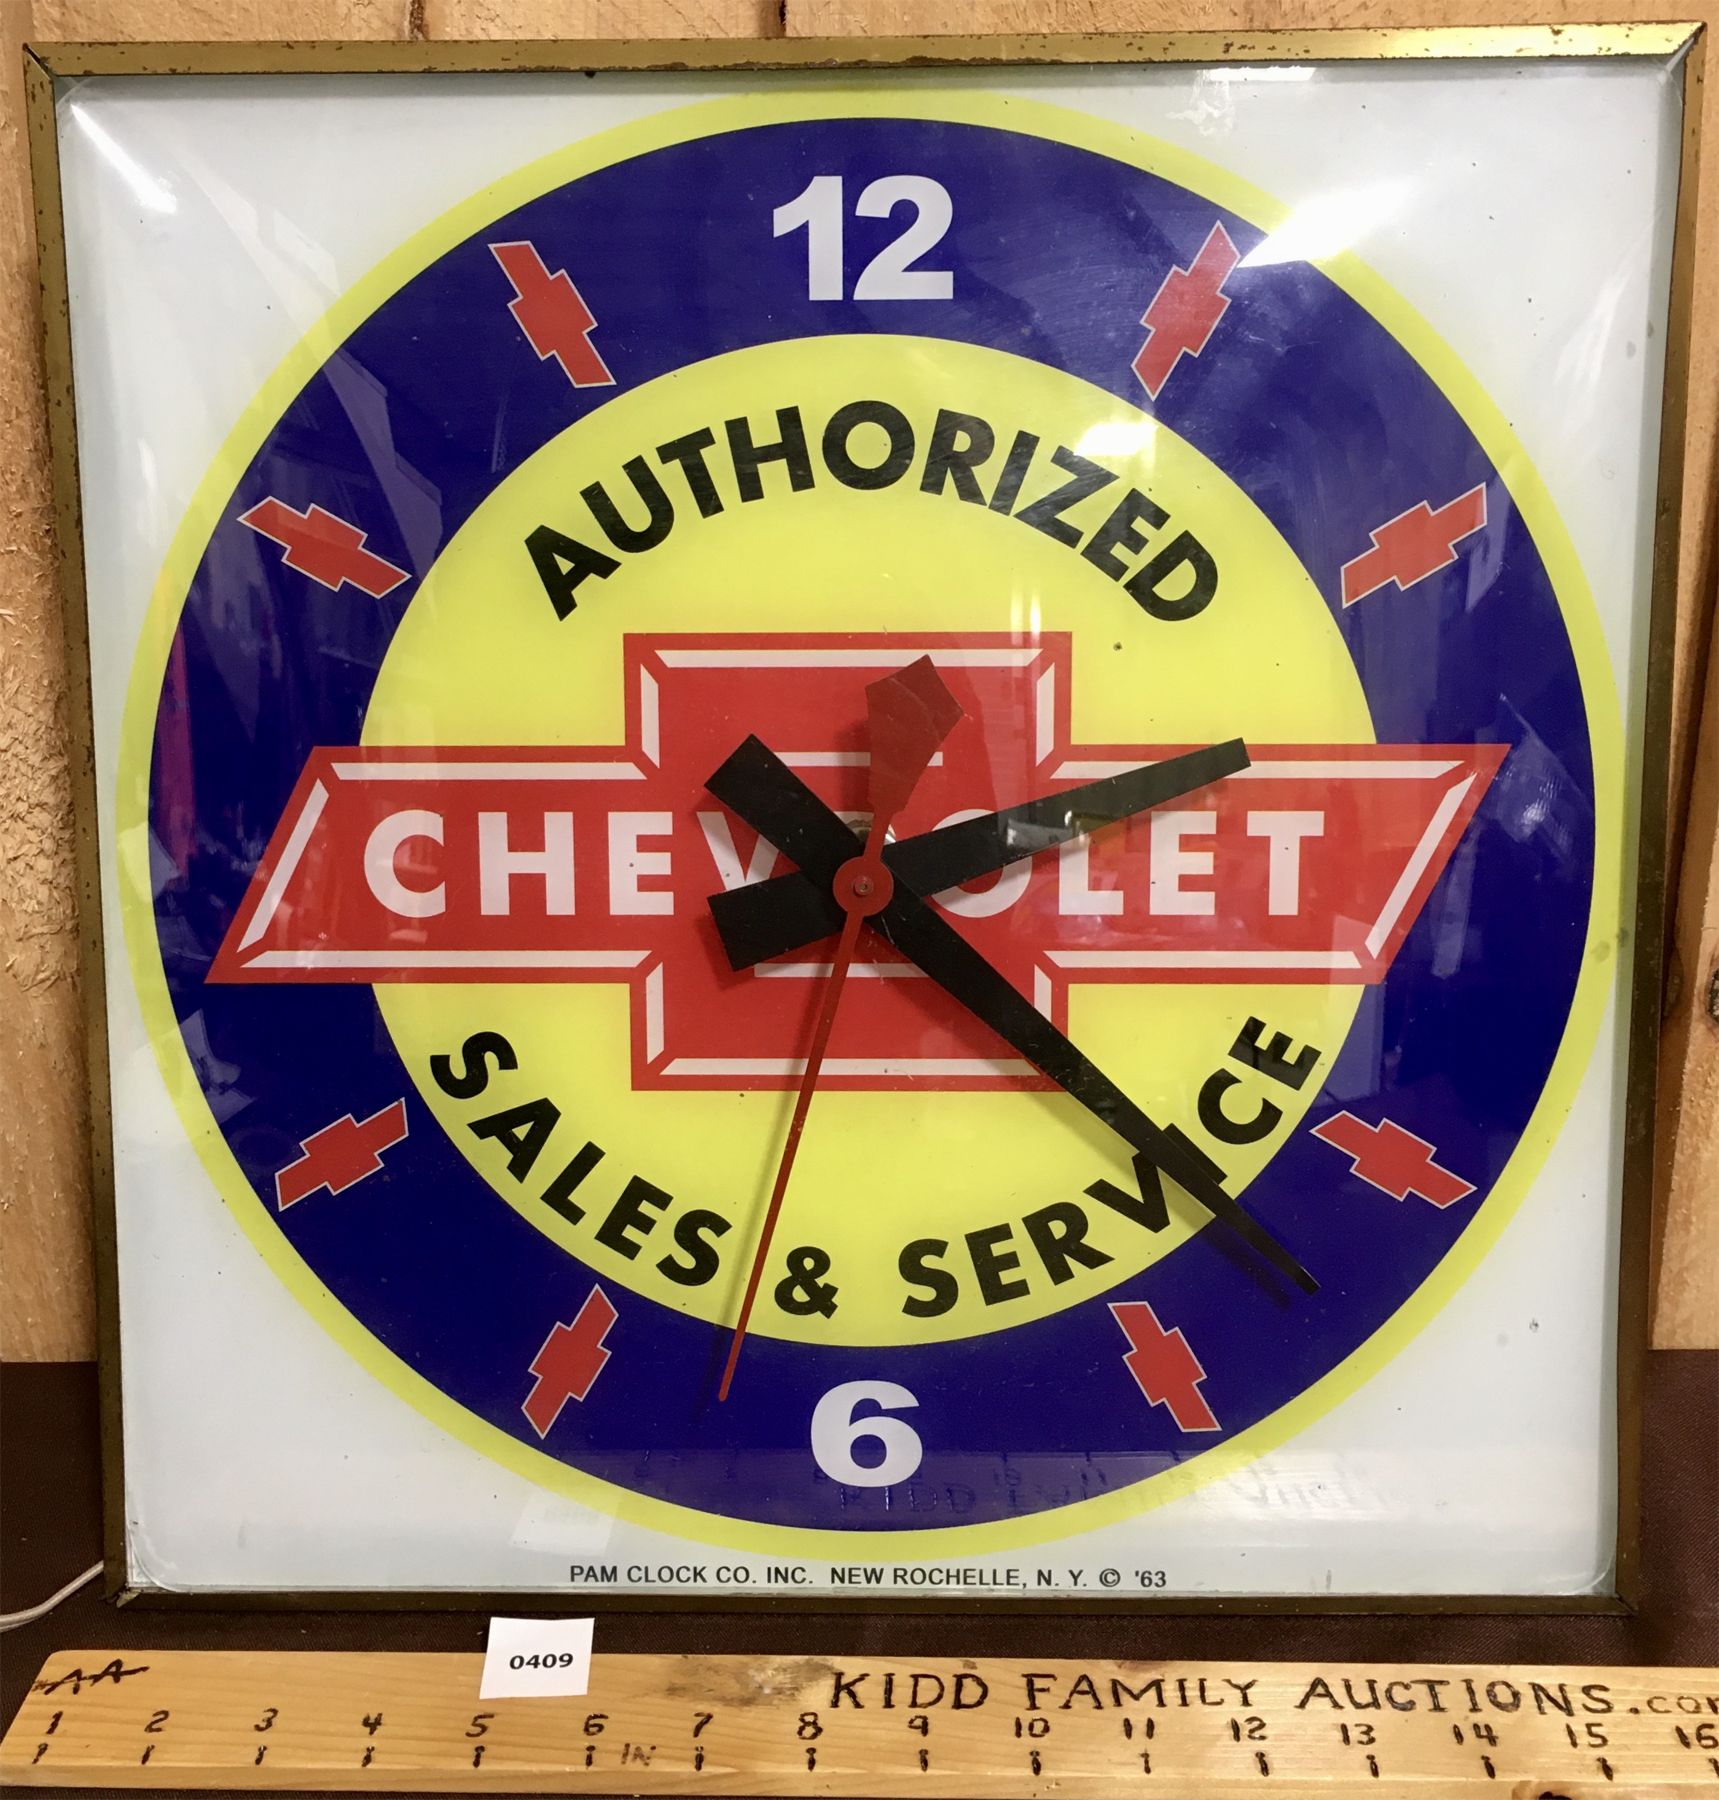 12
AUTHORIZED
CHEVROLET
SALES & SERVICE
6
PAM CLOCK CO. INC. NEW ROCHELLE, N. Y. © '63
0409
AA
KIDD FAMILY AUCTIONS.com
1 2 3 4 5 6 7 8 9 10 11 12 13 14 15 16
IN